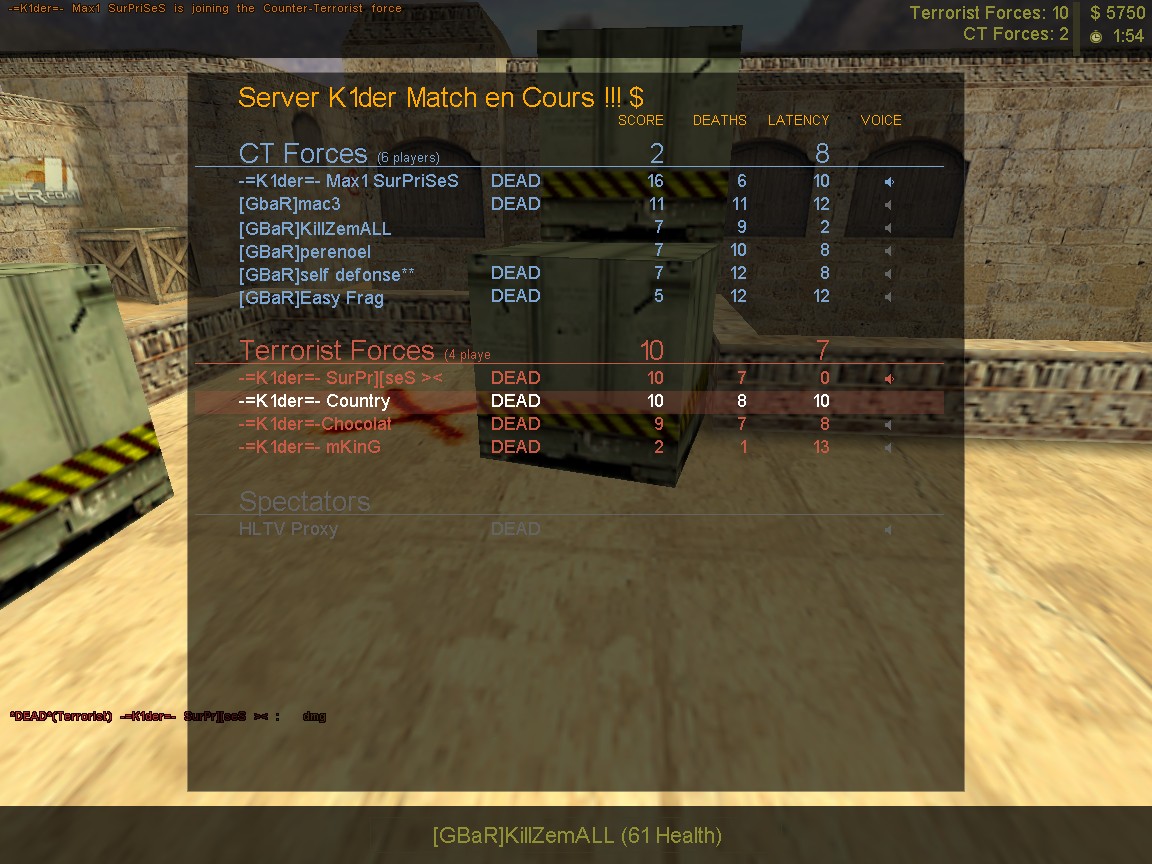 -=K1der=- Max1 SurPriSeS is joining the Counter-Terrorist force
Terrorist Forces: 10 $ 5750
CT Forces: 2 1:54
Server K1der Match en Cours !!! $
SCORE DEATHS LATENCY VOICE
CT Forces (6 players) 2 8
-=K1der=- Max1 SurPriSeS DEAD 16 6 10
[GbaR]mac3 DEAD 11 11 12
[GBaR]KillZemALL 7 9 2
[GBaR]perenoel 7 10 8
[GBaR]self defonse** DEAD 7 12 8
[GBaR]Easy Frag DEAD 5 12 12
Terrorist Forces (4 playe 10 7
-=K1der=- SurPr][seS >< DEAD 10 7 0
-=K1der=- Country DEAD 10 8 10
-=K1der=-Chocolat DEAD 9 7 8
-=K1der=- mKinG DEAD 2 1 13
Spectators
HLTV Proxy DEAD
*DEAD*(Terrorist) -=K1der=- SurPr][seS >< : dmg
[GBaR]KillZemALL (61 Health)